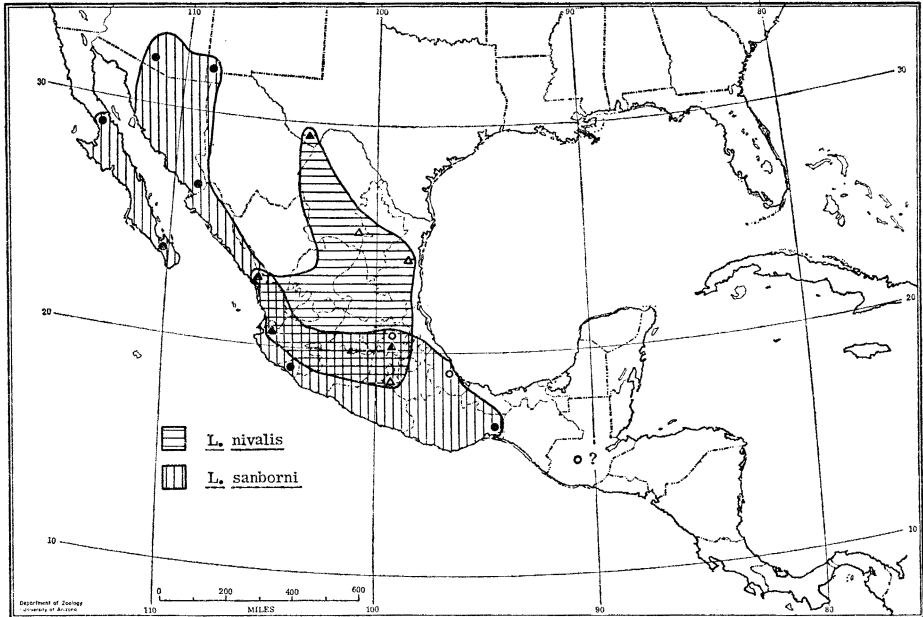 110
100
90
80
30
30
20
20
?
L. nivalis
L. sanborni
10
10
0 200 400 600
MILES
Department of Zoology
University of Arizona
110
100
90
80